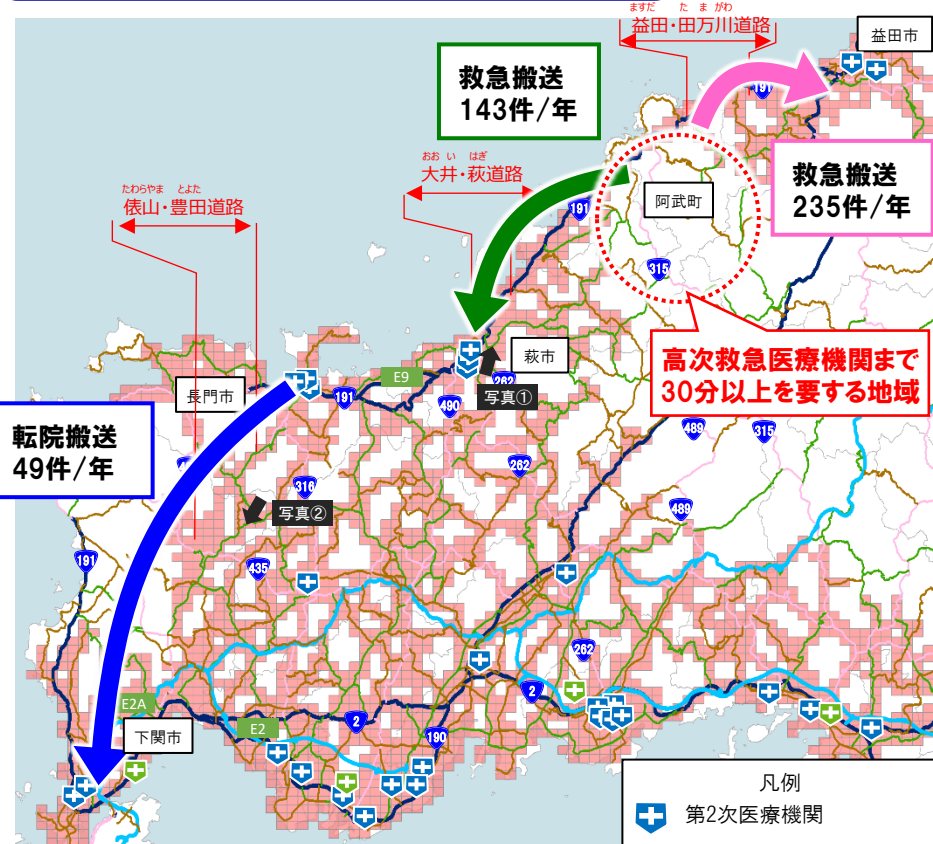 ますだ たまがわ
益田・田万川道路
益田市
救急搬送
143件/年
191
おおい はぎ
大井・萩道路
救急搬送
235件/年
たわらやま とよた
俵山・豊田道路
阿武町
191
315
高次救急医療機関まで
30分以上を要する地域
萩市
E9
262
長門市
191
490
写真①
489
315
転院搬送
49件/年
262
316
489
写真②
191
435
262
E2A
2
2
E2
190
下関市
凡例
第2次医療機関